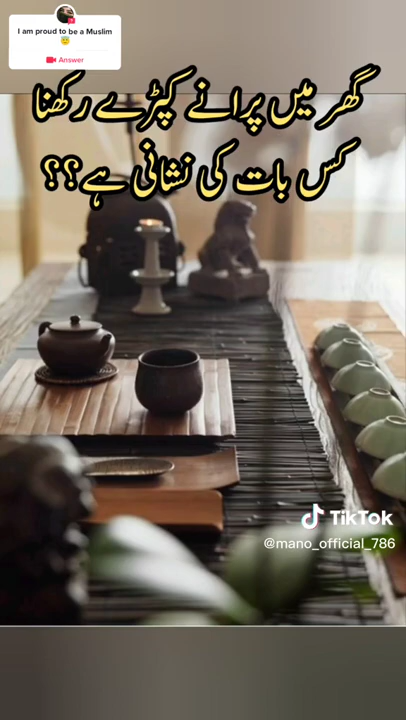 I am proud to be a Muslim
😇
Answer
گھر میں پرانے کپڑے رکھنا
کس بات کی نشانی ہے؟؟
TikTok
@mano_official_786